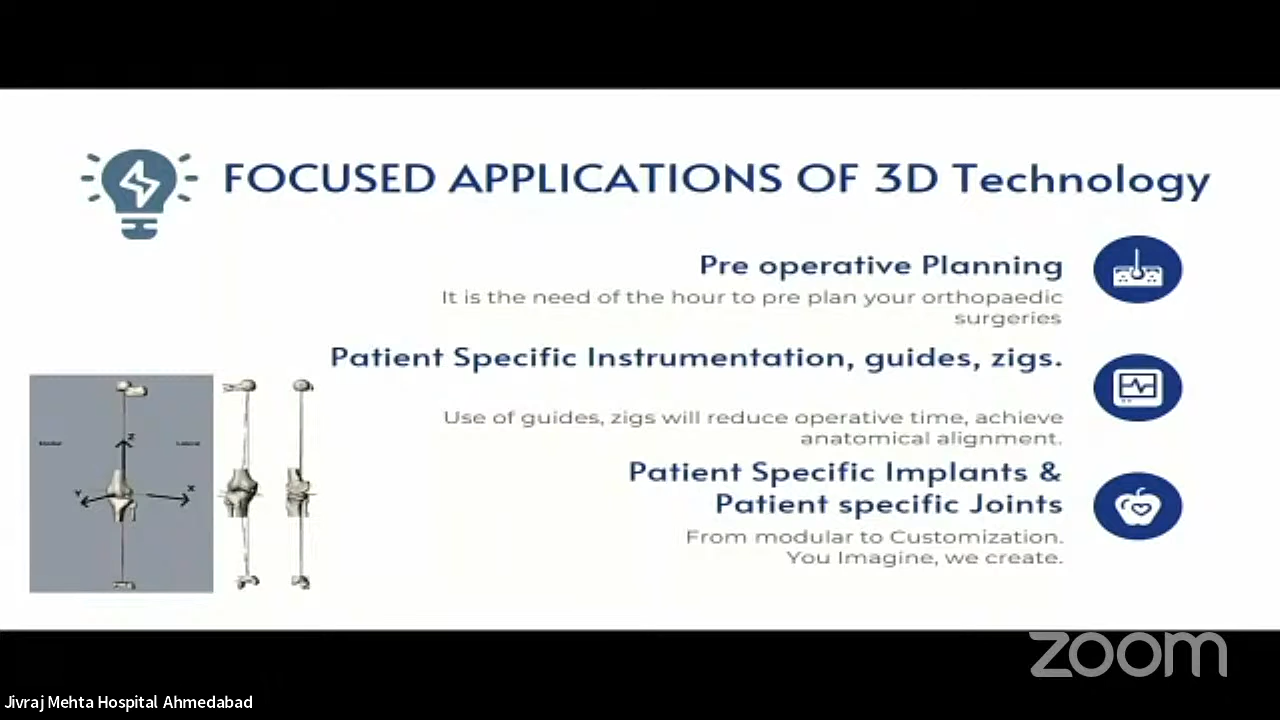 FOCUSED APPLICATIONS OF 3D Technology
Pre operative Planning
It is the need of the hour to pre plan your orthopaedic
surgeries
Patient Specific Instrumentation, guides, zigs.
Use of guides, zigs will reduce operative time, achieve
anatomical alignment.
Patient Specific Implants &
Patient specific Joints
From modular to Customization.
You Imagine, we create.
Z
Lateral
Y
X
zoom
Jivraj Mehta Hospital Ahmedabad